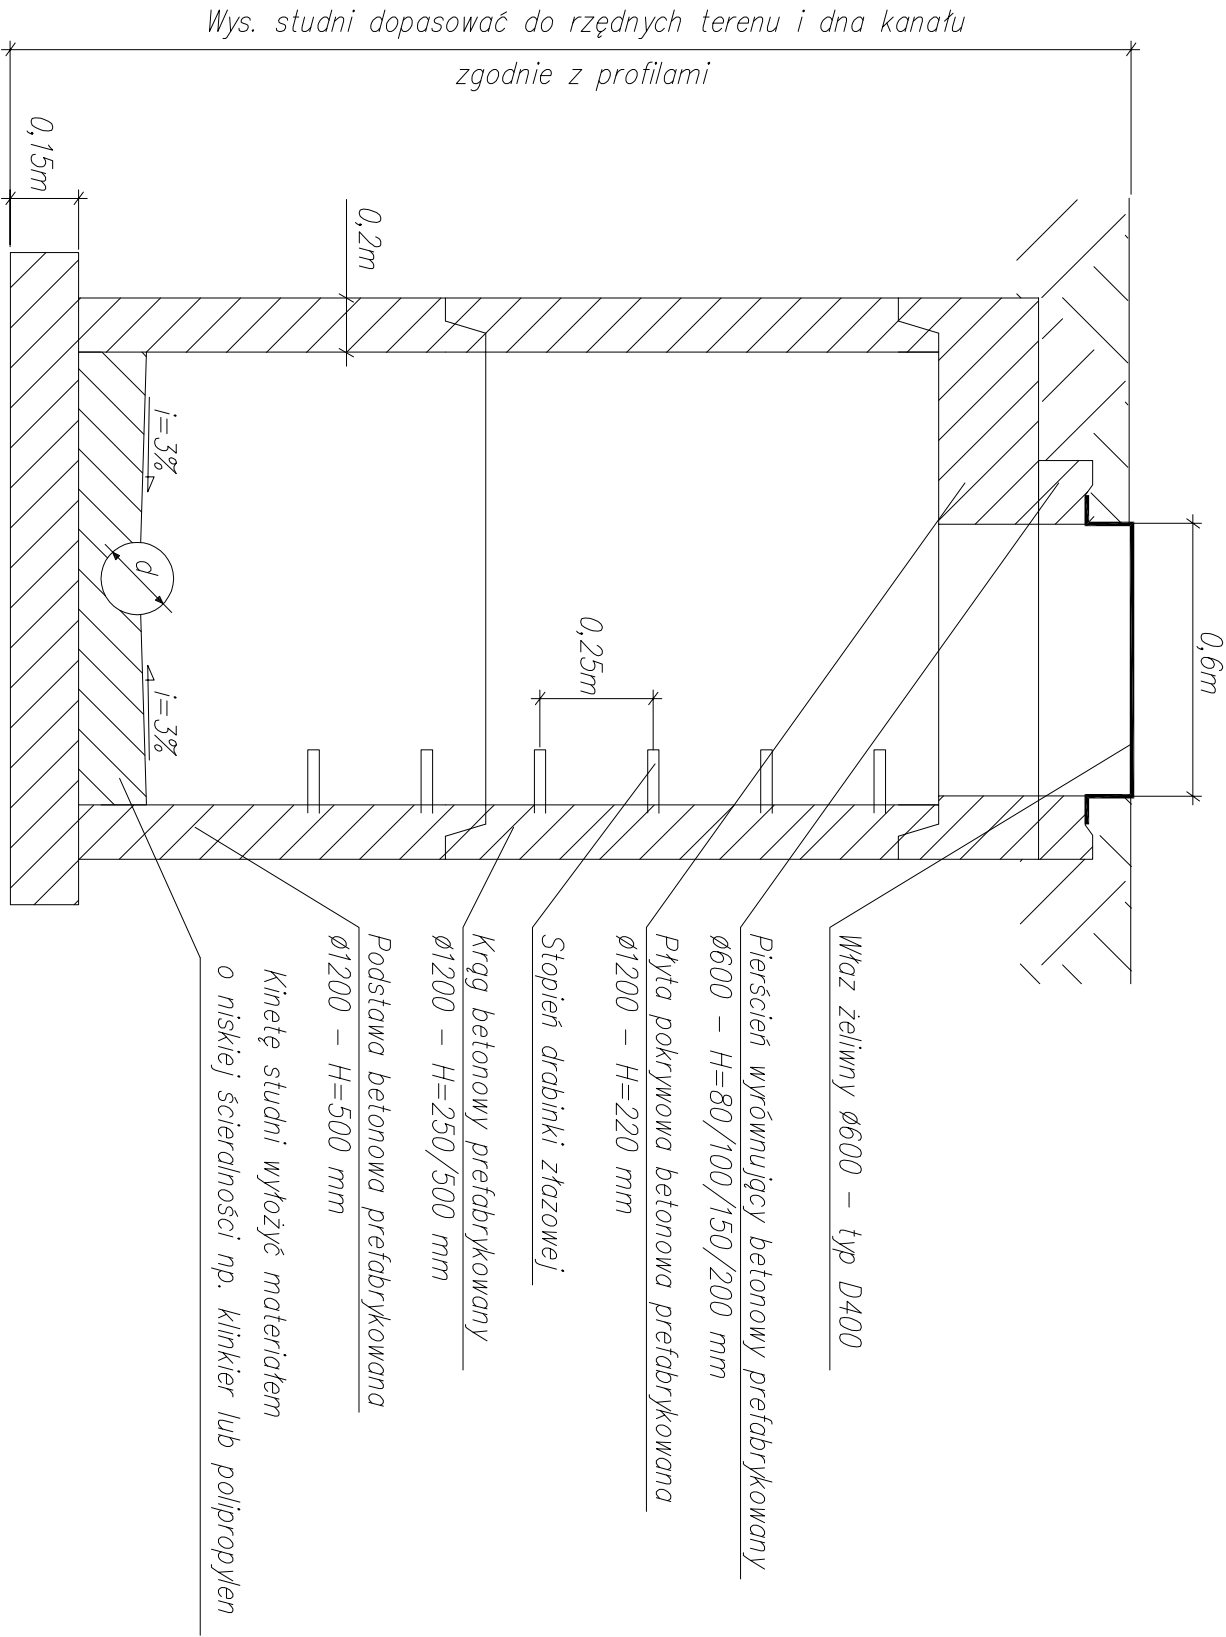 Wys. studni dopasować do rzędnych terenu i dna kanału
zgodnie z profilami
0,15m
0,2m
i=3%
d
i=3%
0,25m
0,6m
Właz żeliwny ø600 - typ D400
Pierścień wyrównujący betonowy prefabrykowany
ø600 - H=80/100/150/200 mm
Płyta pokrywowa betonowa prefabrykowana
ø1200 - H=220 mm
Stopień drabinki złazowej
Krąg betonowy prefabrykowany
ø1200 - H=250/500 mm
Podstawa betonowa prefabrykowana
ø1200 - H=500 mm
Kinetę studni wyłożyć materiałem
o niskiej ścieralności np. klinkier lub polipropylen